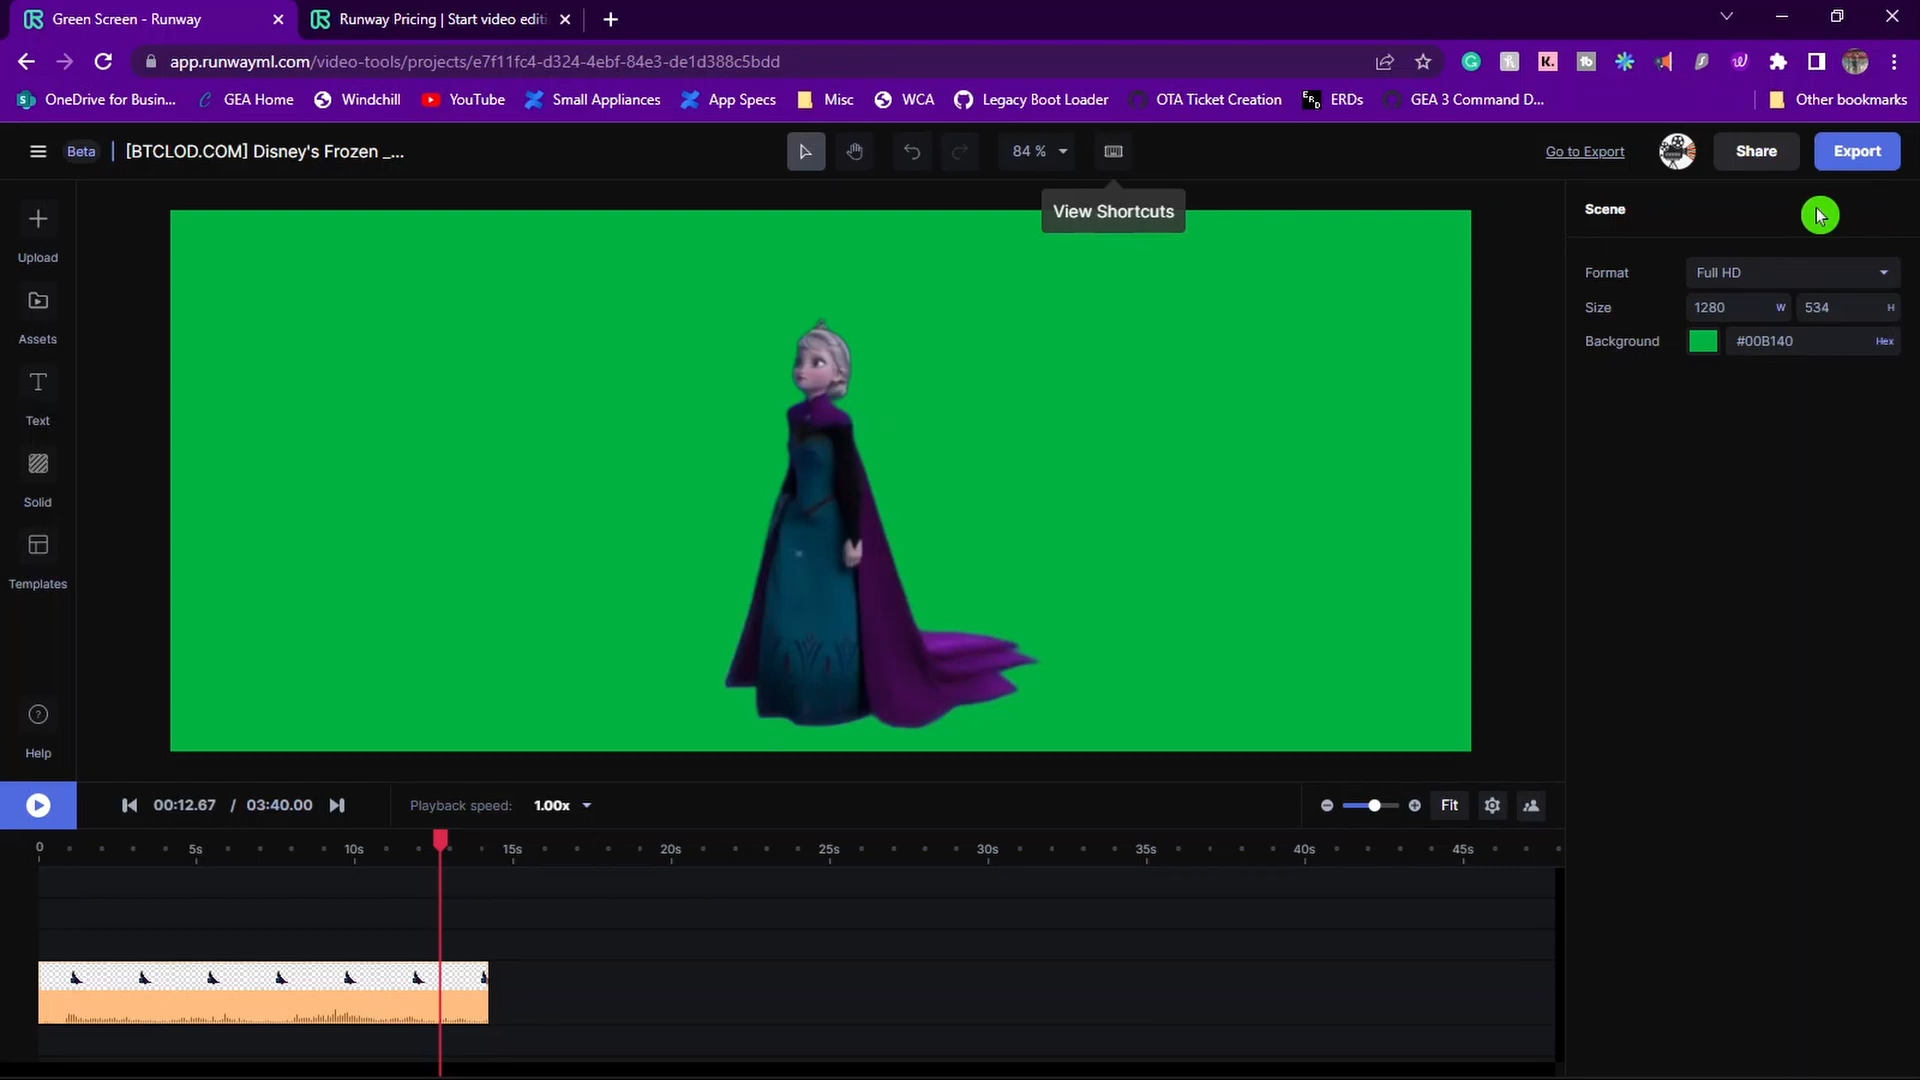 Green Screen - Runway
Runway Pricing | Start video editi
app.runwayml.com/video-tools/projects/e7f11fc4-d324-4ebf-84e3-de1d388c5bdd
OneDrive for Busin...
GEA Home
Windchill
YouTube
Small Appliances
App Specs
Misc
WCA
Legacy Boot Loader
OTA Ticket Creation
ERDs
GEA 3 Command D...
Other bookmarks
Beta
[BTCLOD.COM] Disney's Frozen _...
84 %
Go to Export
Share
Export
View Shortcuts
Upload
Assets
Text
Solid
Templates
Help
Scene
Format Full HD
Size 1280 W 534 H
Background #00B140 Hex
00:12.67 / 03:40.00
Playback speed: 1.00x
Fit
0 5s 10s 15s 20s 25s 30s 35s 40s 45s